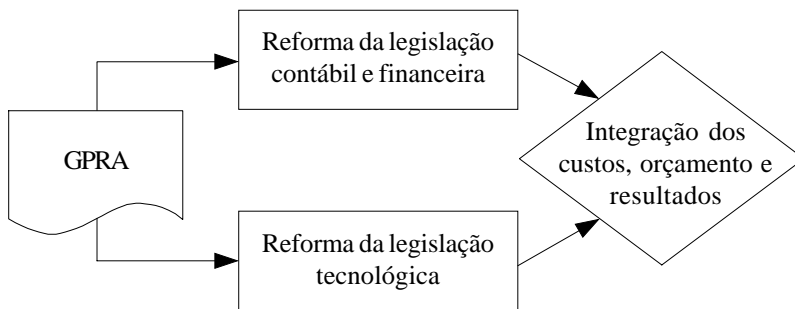 Reforma da legislação
contábil e financeira
GPRA
Integração dos
custos, orçamento e
resultados
Reforma da legislação
tecnológica